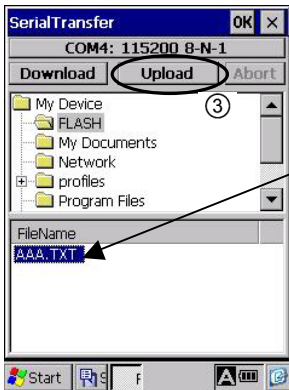 SerialTransfer OK ×
COM4: 115200 8-N-1
Download Upload Abort
③
My Device
FLASH
My Documents
Network
profiles
Program Files
FileName
AAA.TXT
Start S F A